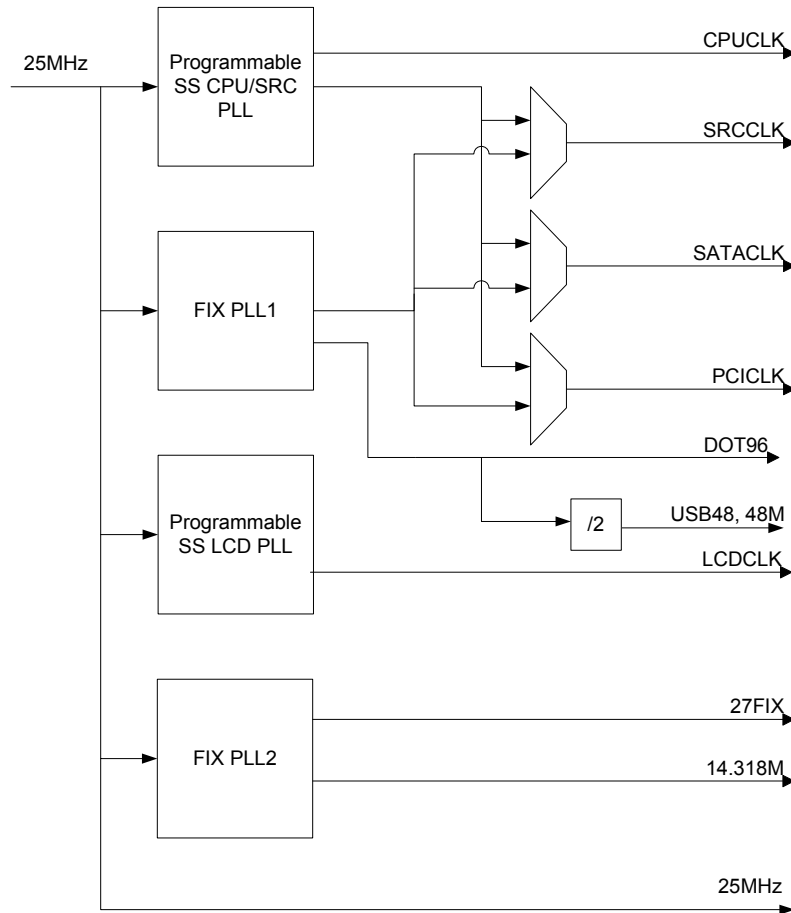 25MHz
Programmable
SS CPU/SRC
PLL
CPUCLK
SRCCLK
SATACLK
FIX PLL1
PCICLK
DOT96
Programmable
SS LCD PLL
/2
USB48, 48M
LCDCLK
27FIX
FIX PLL2
14.318M
25MHz